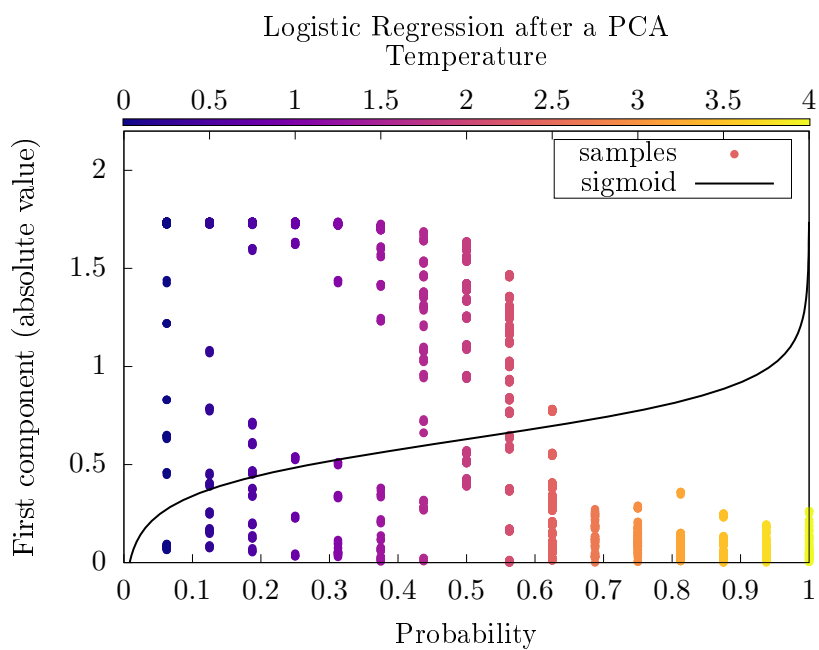 Logistic Regression after a PCA
Temperature
0 0.5 1 1.5 2 2.5 3 3.5 4
samples
sigmoid
2
1.5
1
0.5
0
First component (absolute value)
0 0.1 0.2 0.3 0.4 0.5 0.6 0.7 0.8 0.9 1
Probability